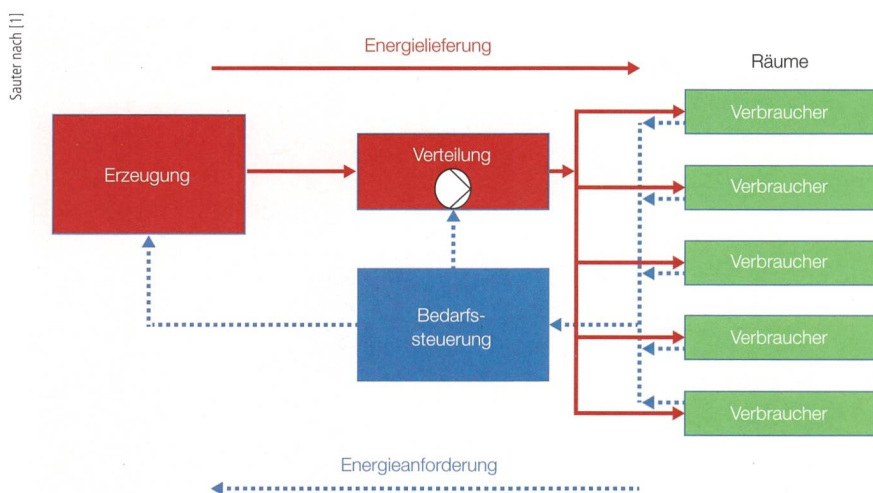 Sauter nach [1]
Energielieferung
Räume
Erzeugung
Verteilung
Verbraucher
Verbraucher
Verbraucher
Bedarfs-
steuerung
Verbraucher
Verbraucher
Energieanforderung